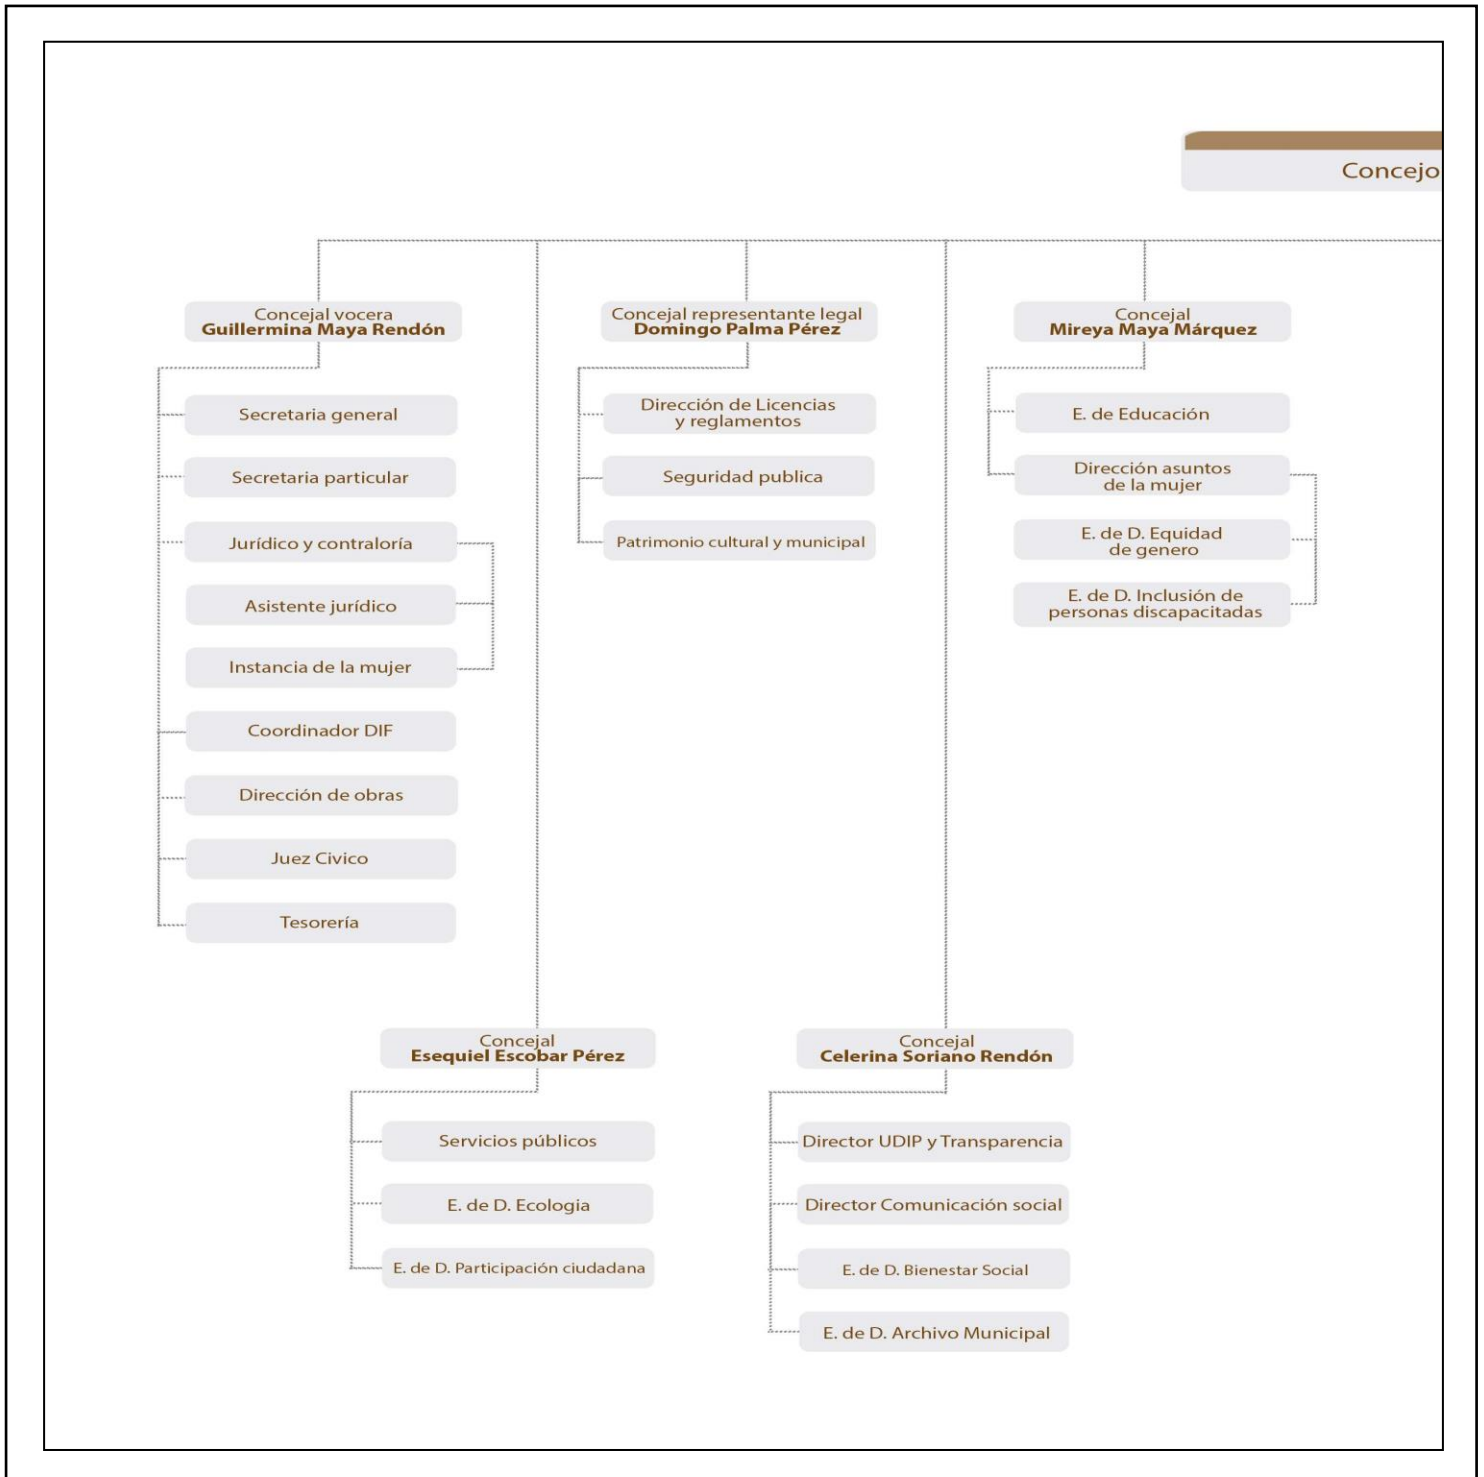 Concejo
Concejal vocera
Guillermina Maya Rendón
Secretaria general
Secretaria particular
Jurídico y contraloría
Asistente jurídico
Instancia de la mujer
Coordinador DIF
Dirección de obras
Juez Civico
Tesorería
Concejal representante legal
Domingo Palma Pérez
Dirección de Licencias
y reglamentos
Seguridad publica
Patrimonio cultural y municipal
Concejal
Mireya Maya Márquez
E. de Educación
Dirección asuntos
de la mujer
E. de D. Equidad
de genero
E. de D. Inclusión de
personas discapacitadas
Concejal
Esequiel Escobar Pérez
Servicios públicos
E. de D. Ecologia
E. de D. Participación ciudadana
Concejal
Celerina Soriano Rendón
Director UDIP y Transparencia
Director Comunicación social
E. de D. Bienestar Social
E. de D. Archivo Municipal